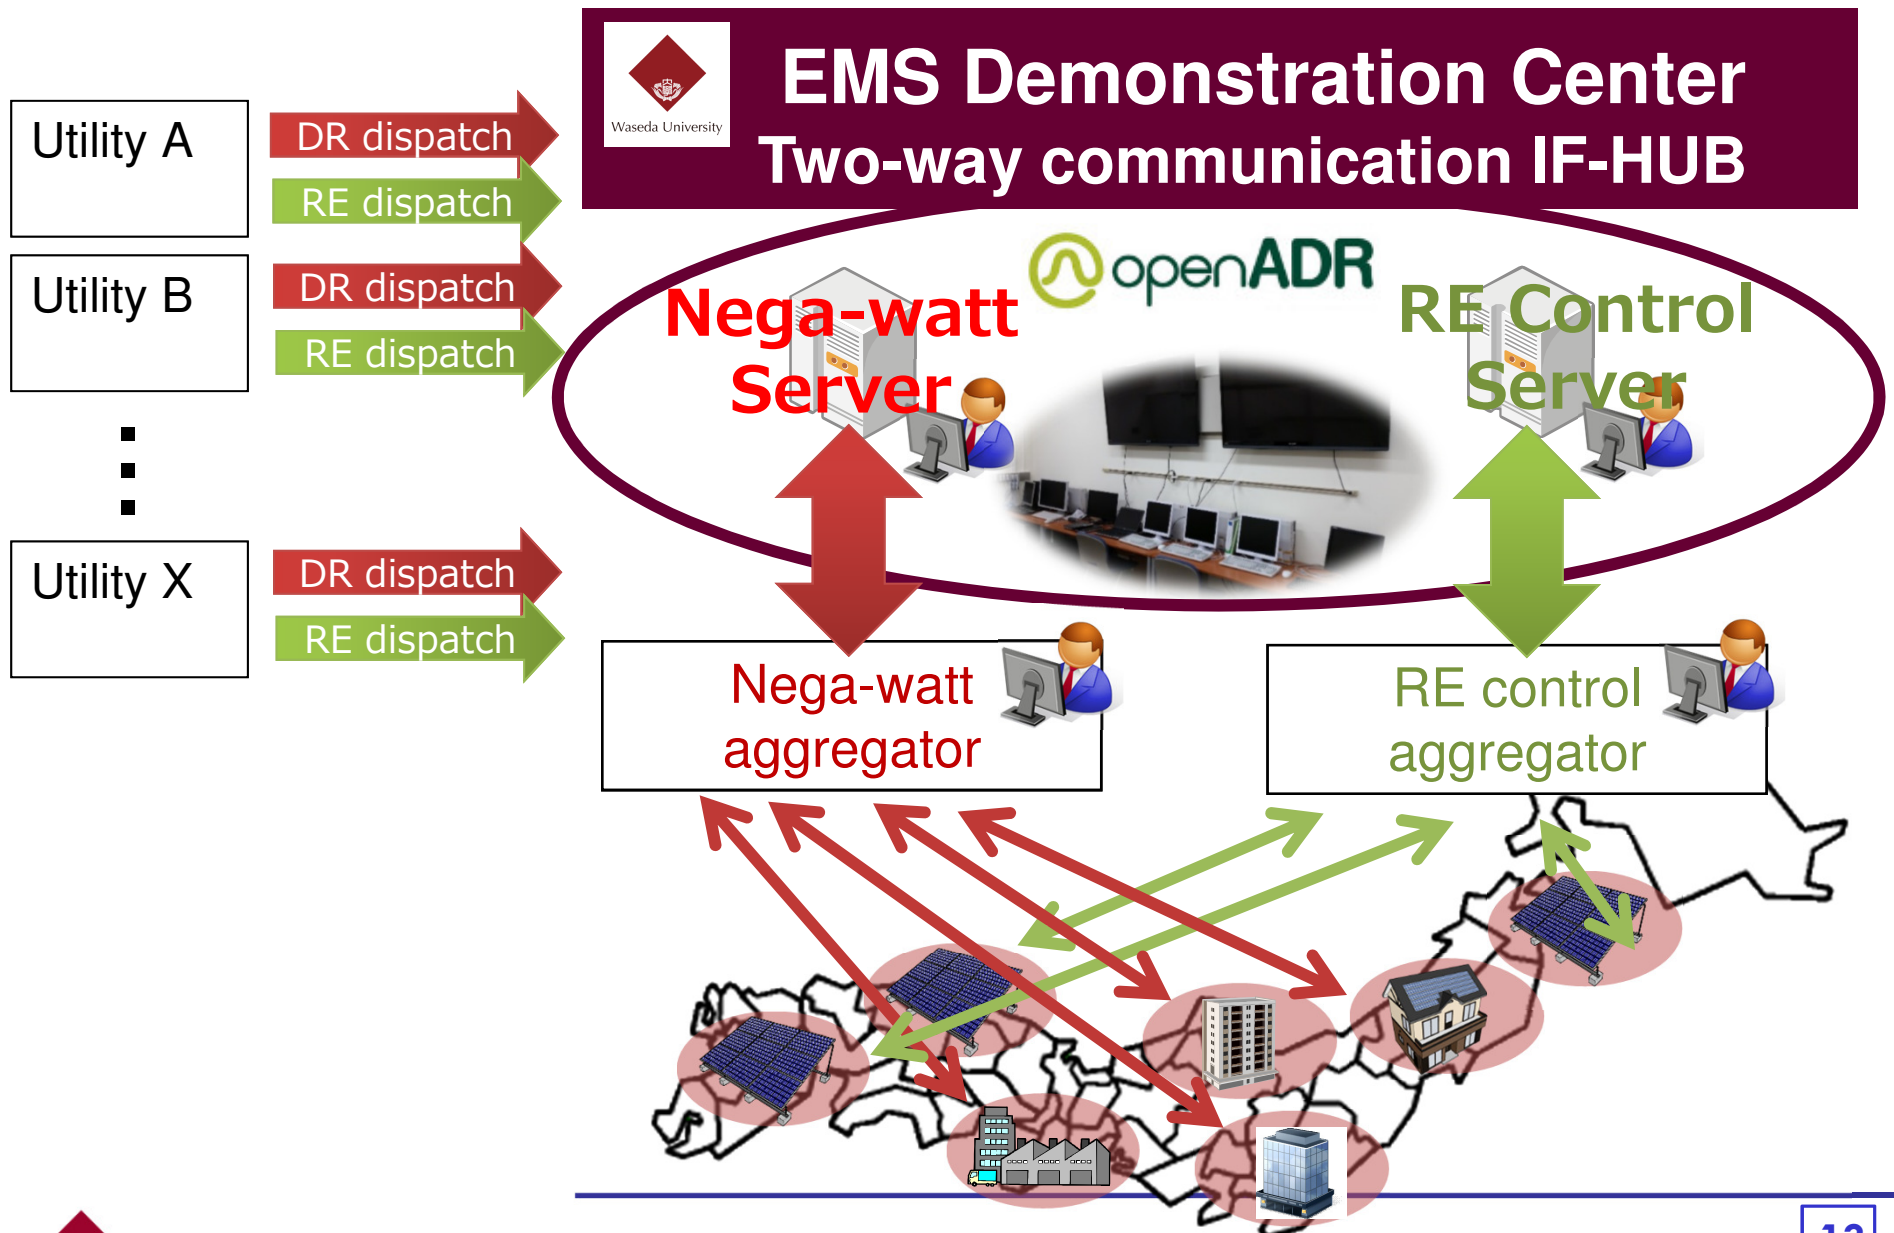 Waseda University
EMS Demonstration Center
Two-way communication IF-HUB
Utility A
DR dispatch
RE dispatch
Utility B
DR dispatch
RE dispatch
Utility X
DR dispatch
RE dispatch
openADR
Nega-watt
Server
RE Control
Server
Nega-watt
aggregator
RE control
aggregator